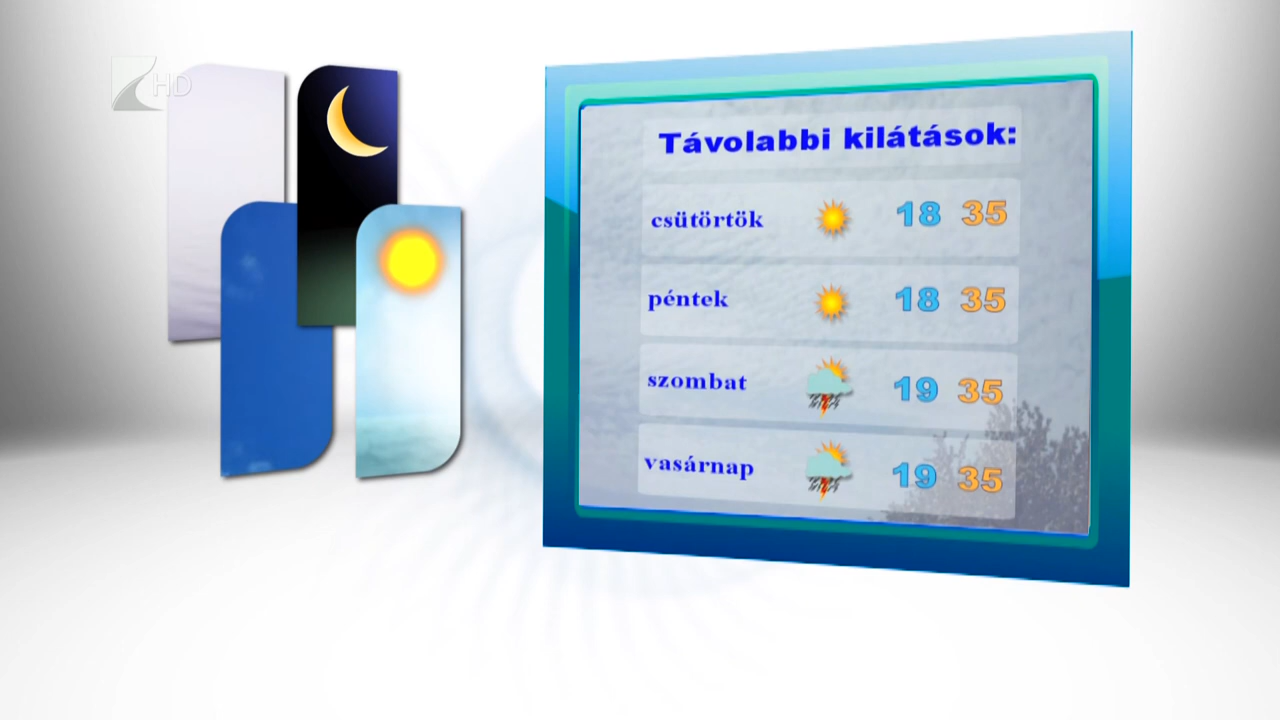 HD
Távolabbi kilátások:
csütörtök 18 35
péntek 18 35
szombat 19 35
vasárnap 19 35